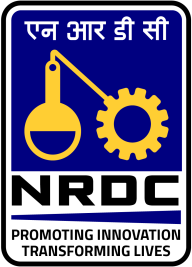 एन आर डी सी
NRDC
PROMOTING INNOVATION
TRANSFORMING LIVES